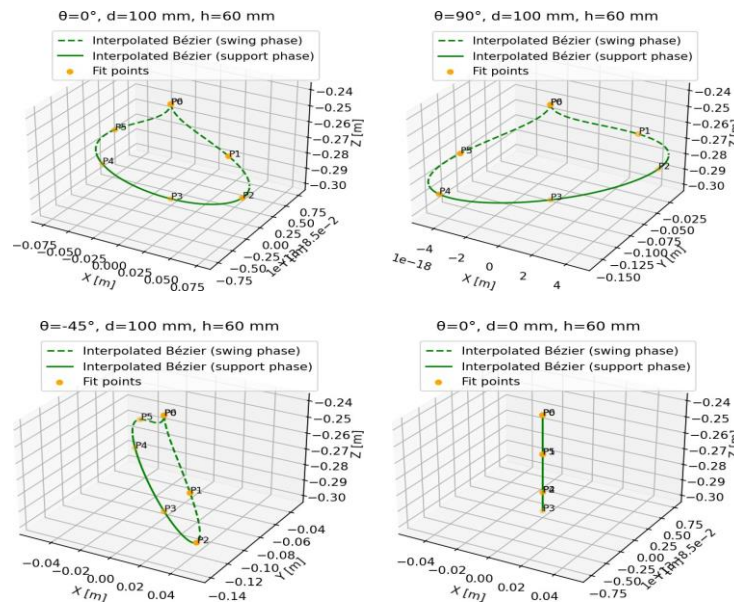 θ=0°, d=100 mm, h=60 mm
Interpolated Bézier (swing phase)
Interpolated Bézier (support phase)
Fit points
P0
P5
P1
P4
P3
P2
−0.24
−0.25
−0.26
−0.27
−0.28
−0.29
−0.30
Z [m]
−0.075
−0.050
−0.025
0.000
0.025
0.050
0.075
X [m]
−0.75
−0.50
−0.25
0.00
0.25
0.50
0.75
θ=90°, d=100 mm, h=60 mm
Interpolated Bézier (swing phase)
Interpolated Bézier (support phase)
Fit points
P0
P1
P5
P2
P4
P3
−0.24
−0.25
−0.26
−0.27
−0.28
−0.29
−0.30
Z [m]
−4
−2
0
2
4
1e−18
X [m]
−0.025
−0.050
−0.075
−0.100
−0.125
−0.150
Y [m]
θ=-45°, d=100 mm, h=60 mm
Interpolated Bézier (swing phase)
Interpolated Bézier (support phase)
Fit points
P5
P4
P1
P3
P2
−0.24
−0.25
−0.26
−0.27
−0.28
−0.29
−0.30
Z [m]
−0.04
−0.02
0.00
0.02
0.04
X [m]
−0.04
−0.06
−0.08
−0.10
−0.12
−0.14
Y [m]
θ=0°, d=0 mm, h=60 mm
Interpolated Bézier (swing phase)
Interpolated Bézier (support phase)
Fit points
P3
−0.24
−0.25
−0.26
−0.27
−0.28
−0.29
−0.30
Z [m]
−0.04
−0.02
0.00
0.02
0.04
X [m]
−0.75
−0.50
−0.25
0.00
0.25
0.50
0.75